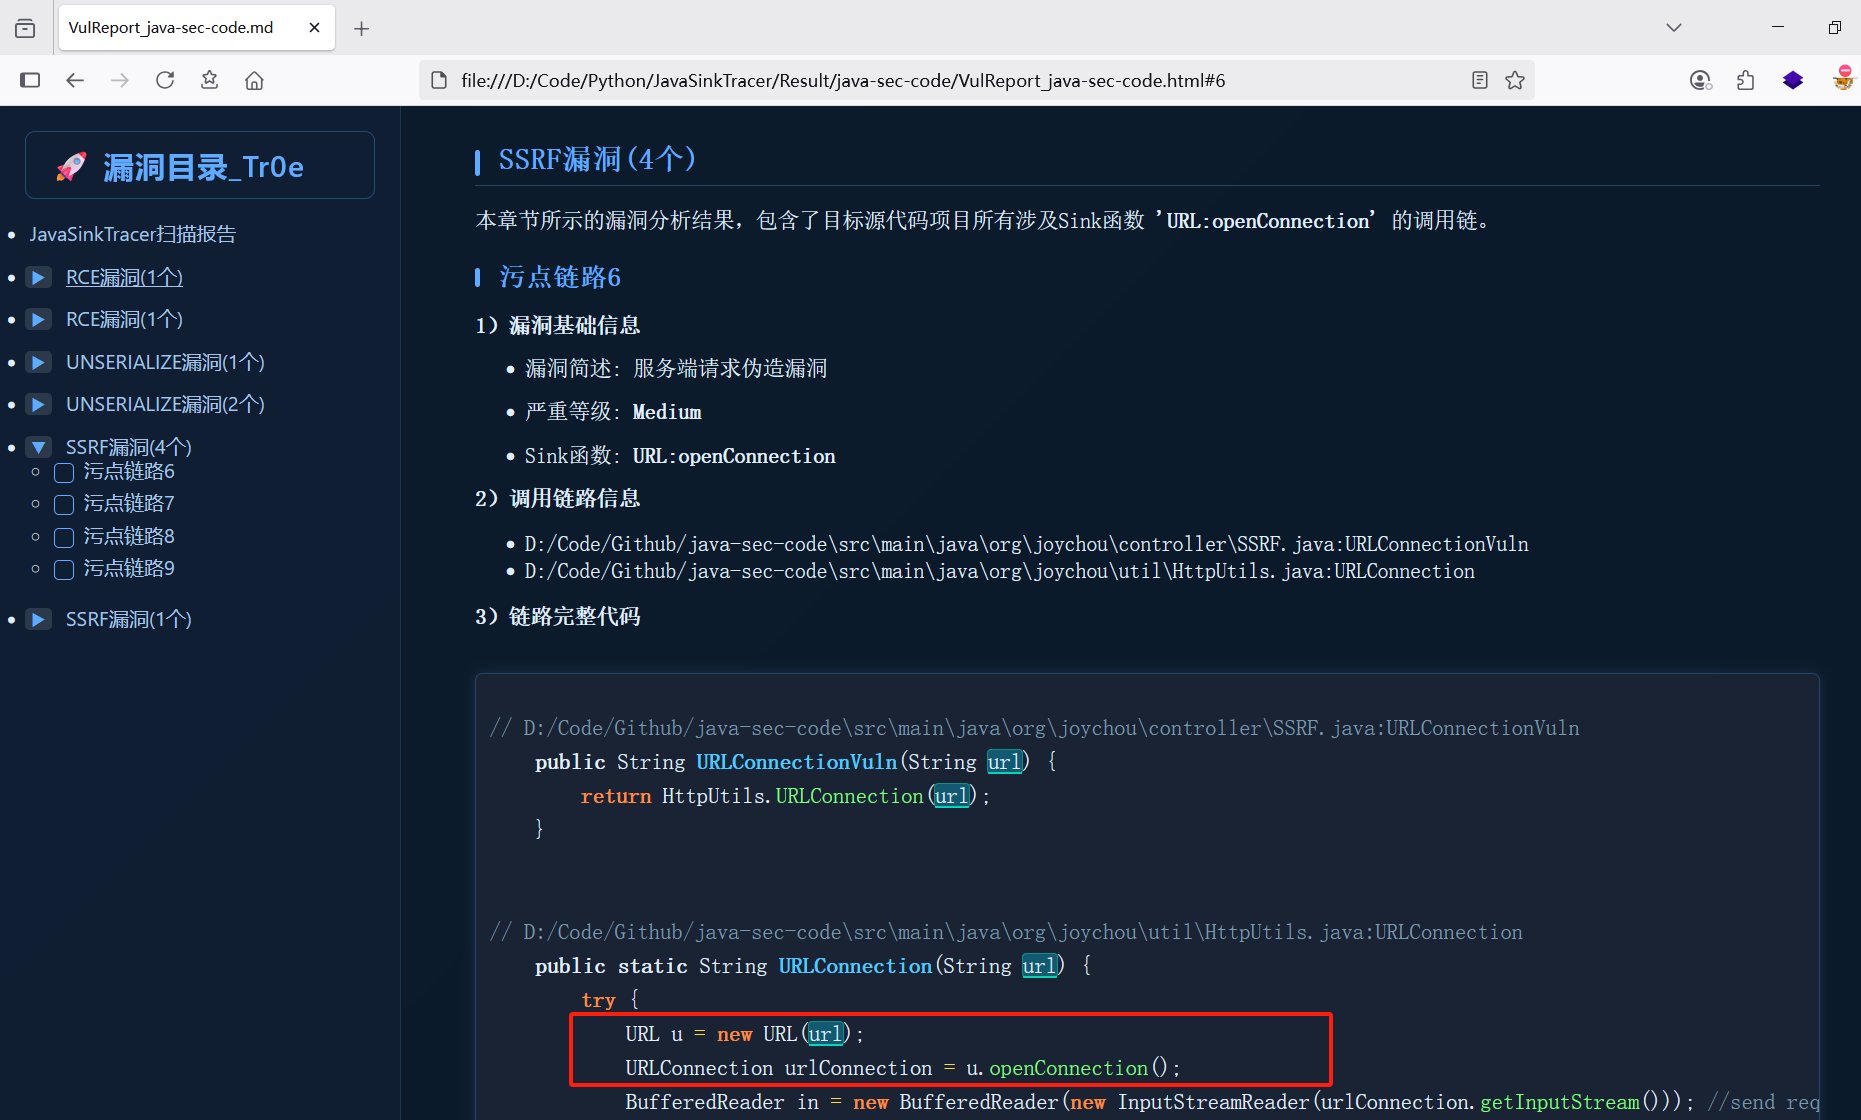 VulReport_java-sec-code.md
file:///D:/Code/Python/JavaSinkTracer/Result/java-sec-code/VulReport_java-sec-code.html#6
🚀 漏洞目录_Tr0e
JavaSinkTracer扫描报告
RCE漏洞(1个)
RCE漏洞(1个)
UNSERIALIZE漏洞(1个)
UNSERIALIZE漏洞(2个)
SSRF漏洞(4个)
污点链路6
污点链路7
污点链路8
污点链路9
SSRF漏洞(1个)
SSRF漏洞(4个)
本章节所示的漏洞分析结果，包含了目标源代码项目所有涉及Sink函数 'URL:openConnection' 的调用链。
污点链路6
1）漏洞基础信息
漏洞简述: 服务端请求伪造漏洞
严重等级: Medium
Sink函数: URL:openConnection
2）调用链路信息
D:/Code/Github/java-sec-code\src\main\java\org\joychou\controller\SSRF.java:URLConnectionVuln
D:/Code/Github/java-sec-code\src\main\java\org\joychou\util\HttpUtils.java:URLConnection
3）链路完整代码
// D:/Code/Github/java-sec-code\src\main\java\org\joychou\controller\SSRF.java:URLConnectionVuln
public String URLConnectionVuln(String url) {
return HttpUtils.URLConnection(url);
}
// D:/Code/Github/java-sec-code\src\main\java\org\joychou\util\HttpUtils.java:URLConnection
public static String URLConnection(String url) {
try {
URL u = new URL(url);
URLConnection urlConnection = u.openConnection();
BufferedReader in = new BufferedReader(new InputStreamReader(urlConnection.getInputStream())); //send req